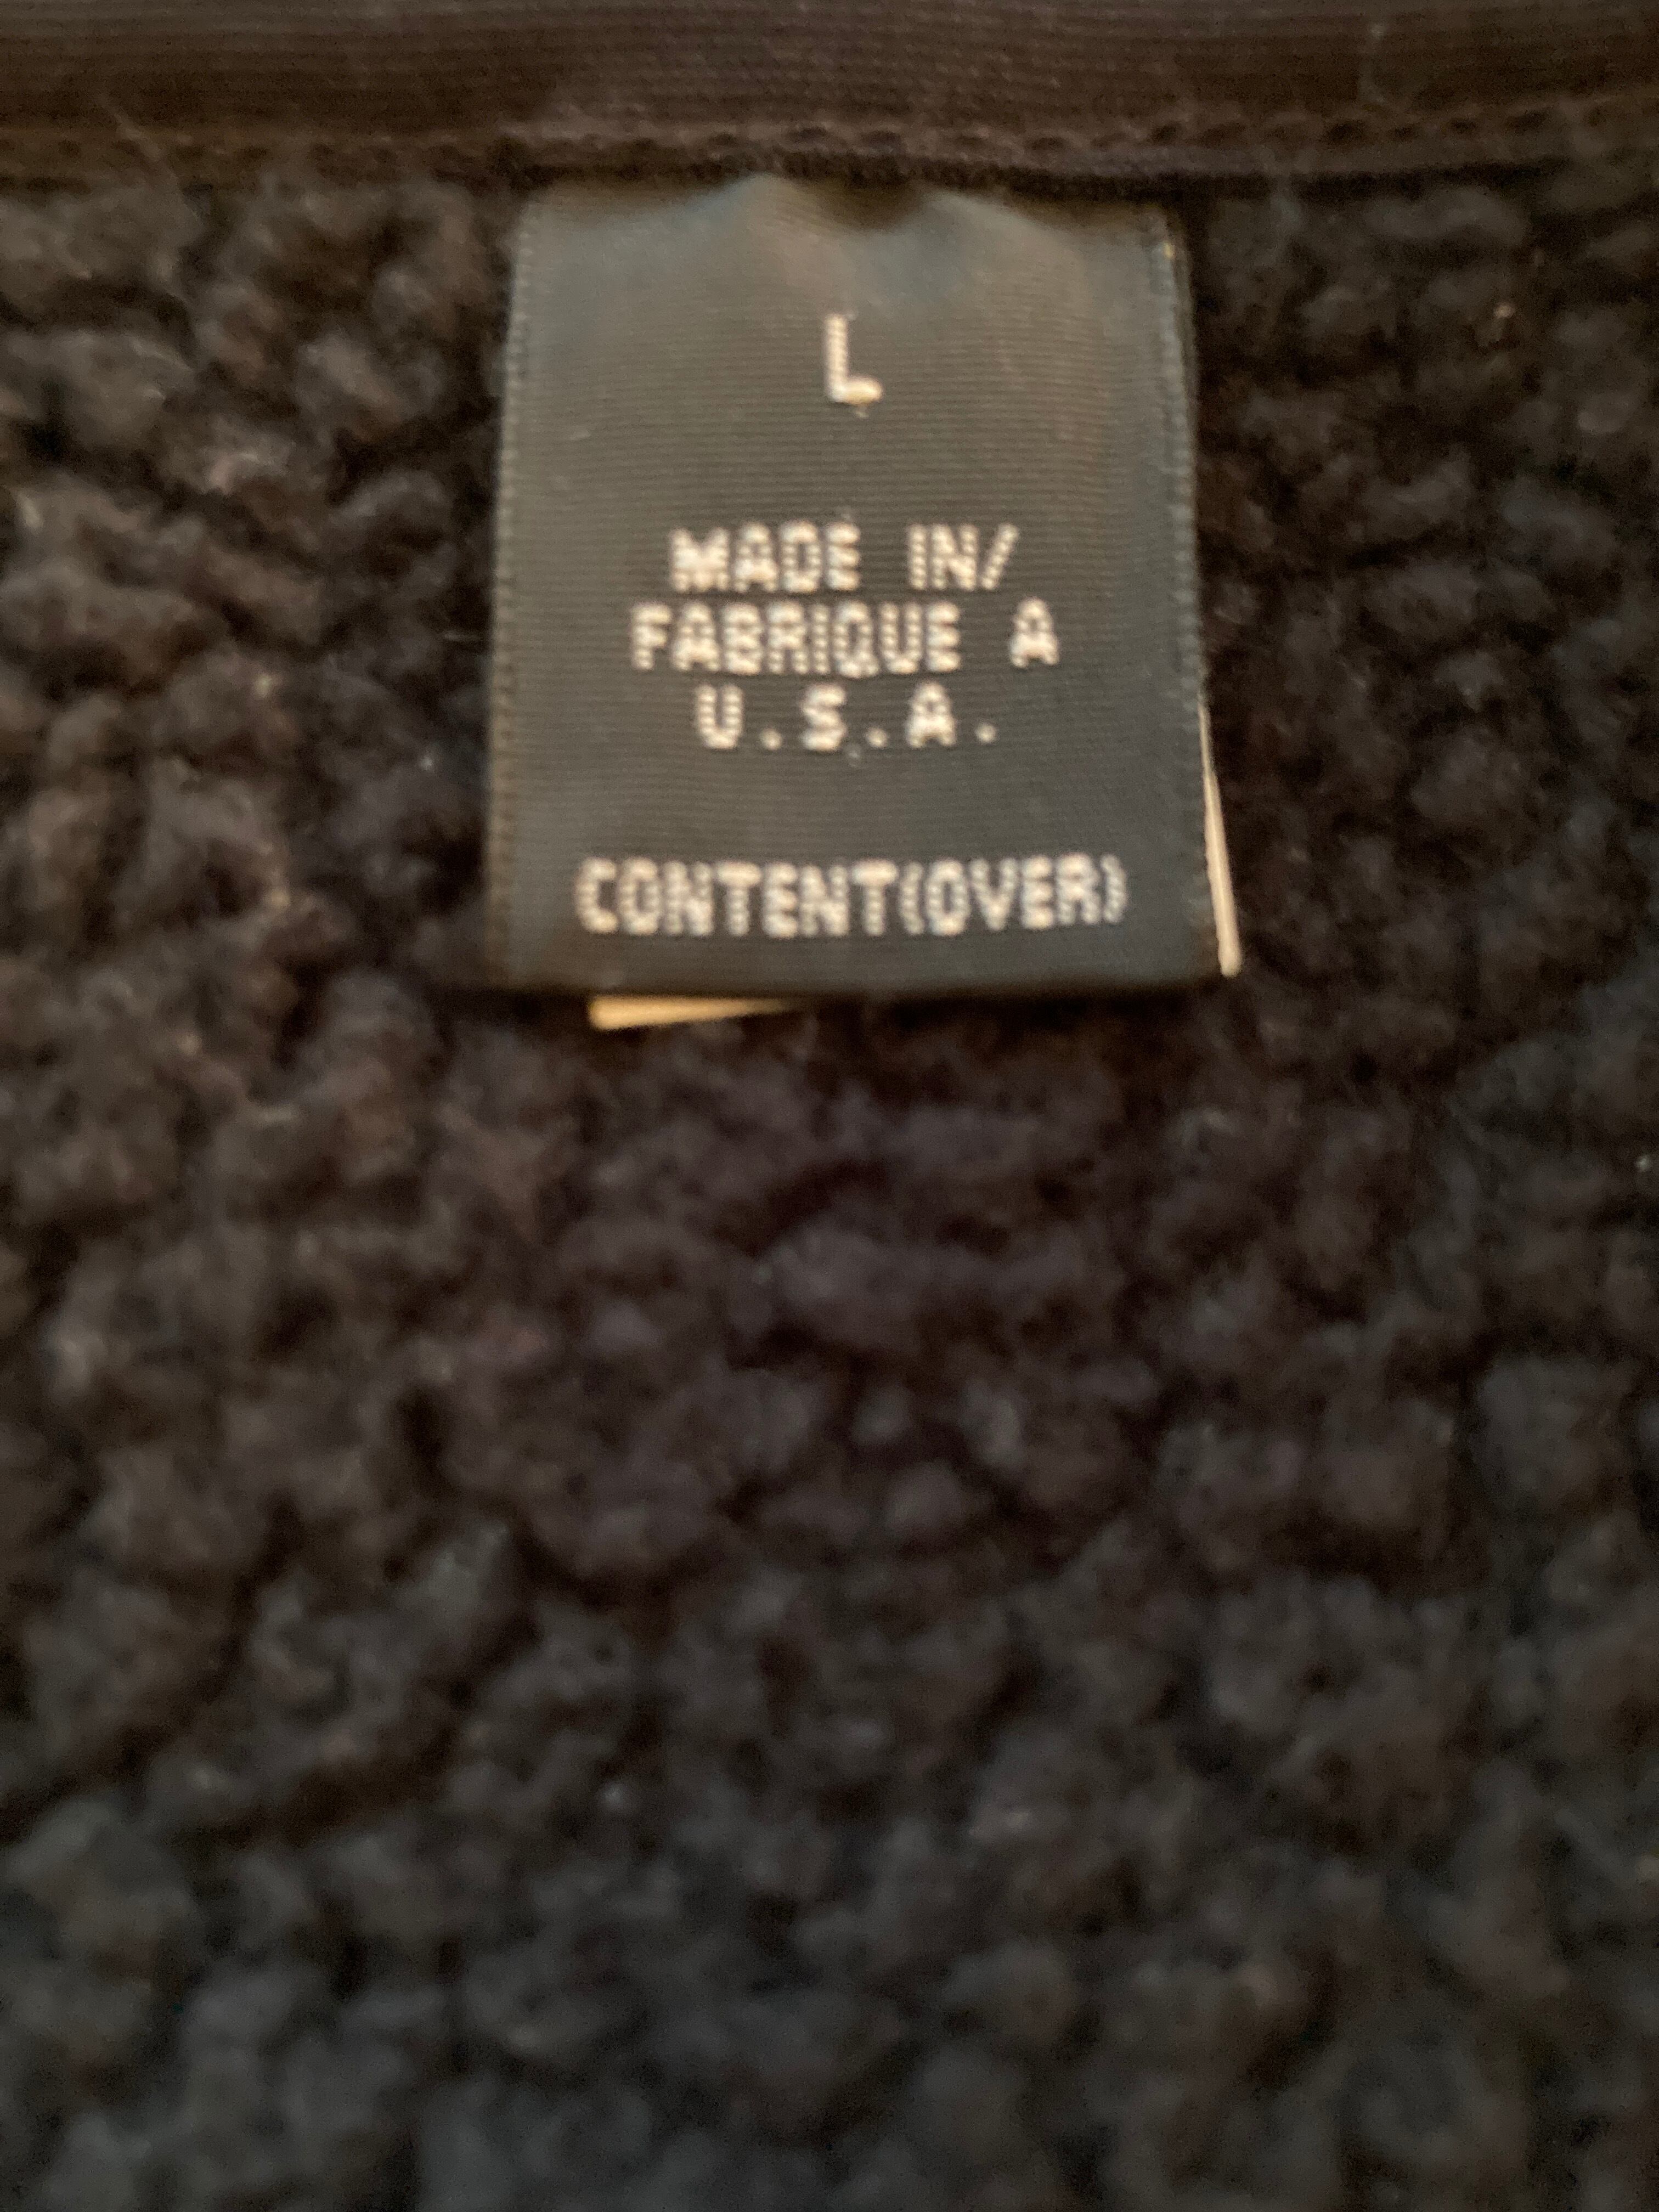 L
MADE IN/
FABRIQUE A
U.S.A.
CONTENT(OVER)